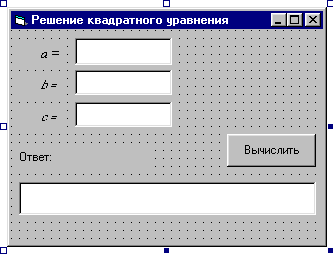 Решение квадратного уравнения
a =
b =
c =
Вычислить
Ответ: